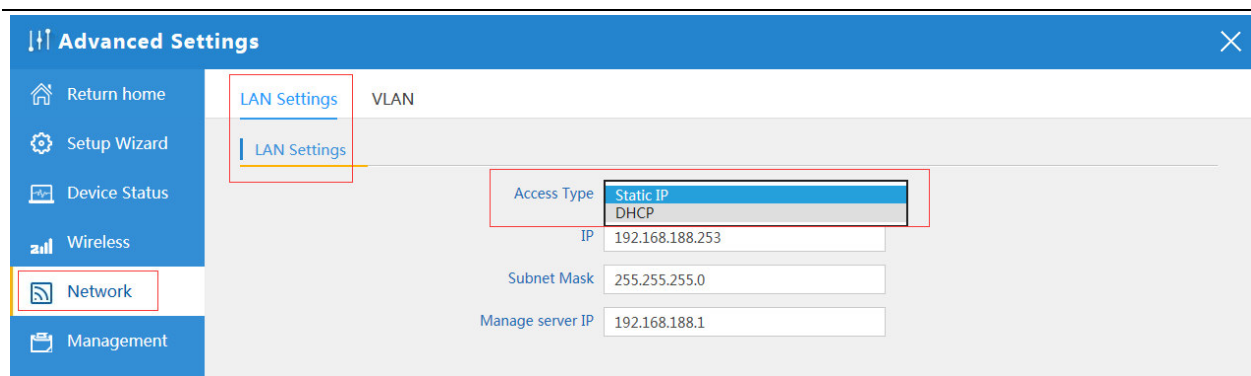 Advanced Settings
Return home
Setup Wizard
Device Status
Wireless
Network
Management
LAN Settings VLAN
LAN Settings
Access Type Static IP
DHCP
IP 192.168.188.253
Subnet Mask 255.255.255.0
Manage server IP 192.168.188.1